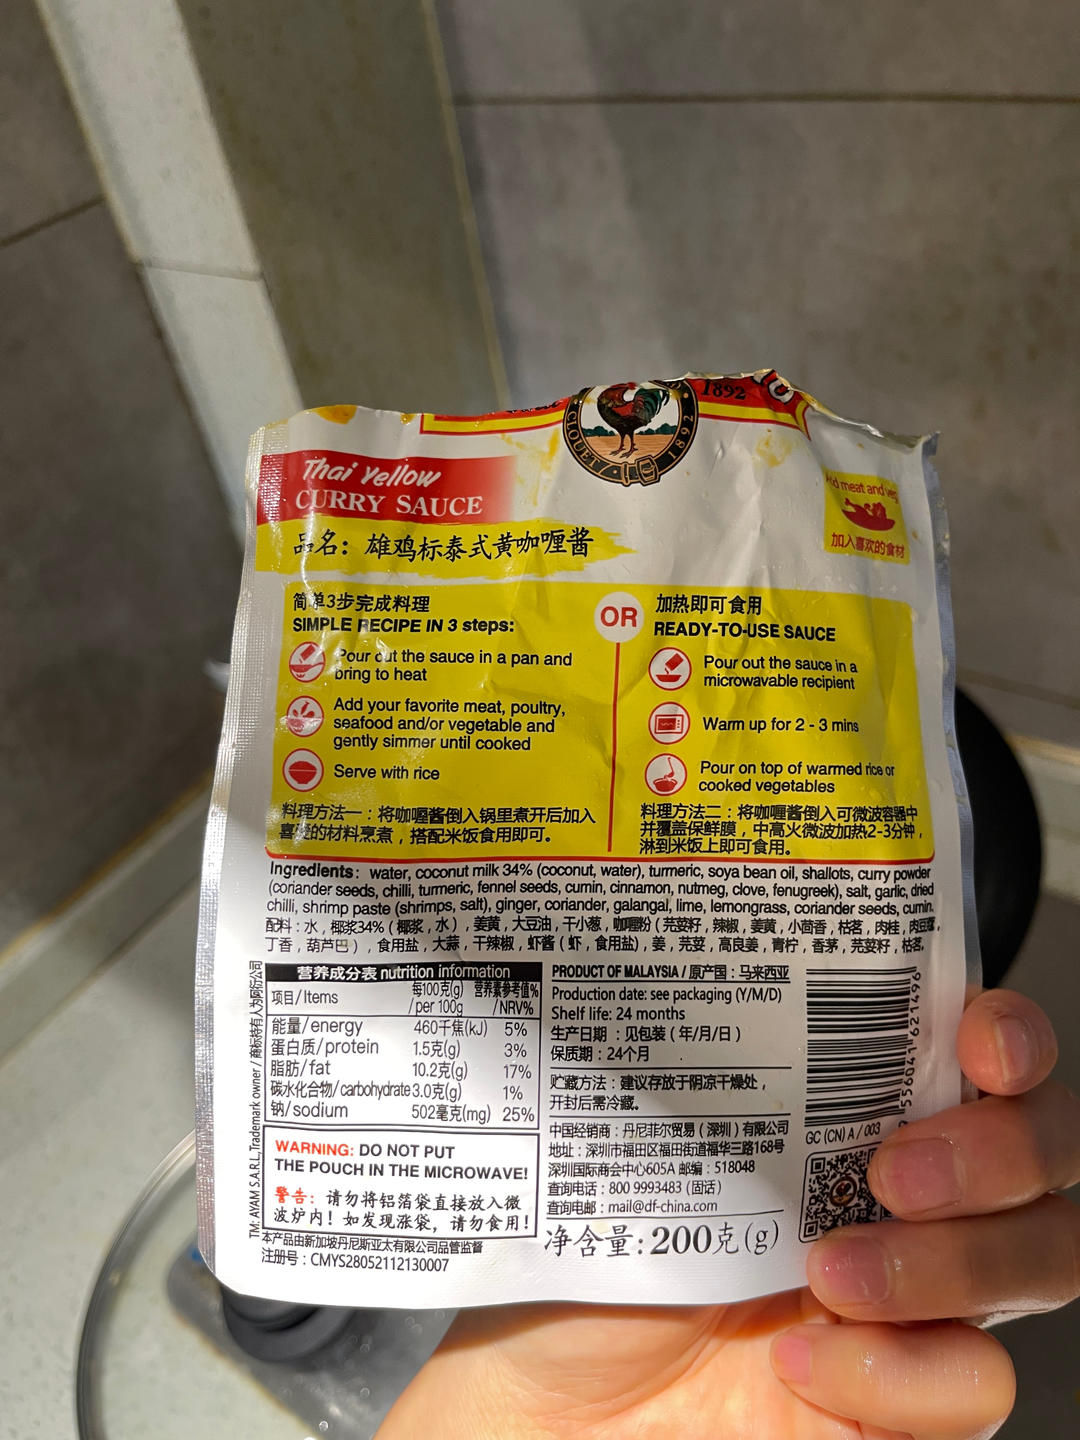 1892
CLOUET 1892
Thai Yellow
CURRY SAUCE
品名：雄鸡标泰式黄咖喱酱
meat and veg
加入喜欢的食材
简单3步完成料理
SIMPLE RECIPE IN 3 steps:
Pour out the sauce in a pan and
bring to heat
Add your favorite meat, poultry,
seafood and/or vegetable and
gently simmer until cooked
Serve with rice
料理方法一：将咖喱酱倒入锅里煮开后加入
喜爱的材料烹煮，搭配米饭食用即可。
OR
加热即可食用
READY-TO-USE SAUCE
Pour out the sauce in a
microwavable recipient
Warm up for 2 - 3 mins
Pour on top of warmed rice or
cooked vegetables
料理方法二：将咖喱酱倒入可微波容器中
并覆盖保鲜膜，中高火微波加热2-3分钟，
淋到米饭上即可食用。
Ingredients: water, coconut milk 34% (coconut, water), turmeric, soya bean oil, shallots, curry powder
(coriander seeds, chilli, turmeric, fennel seeds, cumin, cinnamon, nutmeg, clove, fenugreek), salt, garlic, dried
chilli, shrimp paste (shrimps, salt), ginger, coriander, galangal, lime, lemongrass, coriander seeds, cumin.
配料：水，椰浆34%（椰浆，水），姜黄，大豆油，干小葱，咖喱粉（芫荽籽，辣椒，姜黄，小茴香，枯茗，肉桂，肉豆蔻，
丁香，葫芦巴），食用盐，大蒜，干辣椒，虾酱（虾，食用盐），姜，芫荽，高良姜，青柠，香茅，芫荽籽，枯茗。
TM: AYAM S.A.R.L, Trademark owner / 商标持有人为阿衍公司
营养成分表 nutrition information
项目/Items 每100克(g)/per 100g 营养素参考值%/NRV%
能量/energy 460千焦(kJ) 5%
蛋白质/protein 1.5克(g) 3%
脂肪/fat 10.2克(g) 17%
碳水化合物/carbohydrate 3.0克(g) 1%
钠/sodium 502毫克(mg) 25%
WARNING: DO NOT PUT
THE POUCH IN THE MICROWAVE!
警告：请勿将铝箔袋直接放入微
波炉内！如发现涨袋，请勿食用！
本产品由新加坡丹尼斯亚太有限公司品管监督
注册号：CMYS28052112130007
PRODUCT OF MALAYSIA / 原产国：马来西亚
Production date: see packaging (Y/M/D)
Shelf life: 24 months
生产日期：见包装（年/月/日）
保质期：24个月
贮藏方法：建议存放于阴凉干燥处，
开封后需冷藏。
中国经销商：丹尼菲尔贸易（深圳）有限公司
地址：深圳市福田区福田街道福华三路168号
深圳国际商会中心605A 邮编：518048
查询电话：800 9993483 (固话)
查询电邮：mail@df-china.com
净含量：200克(g)
556041 621496
GC (CN) A / 003